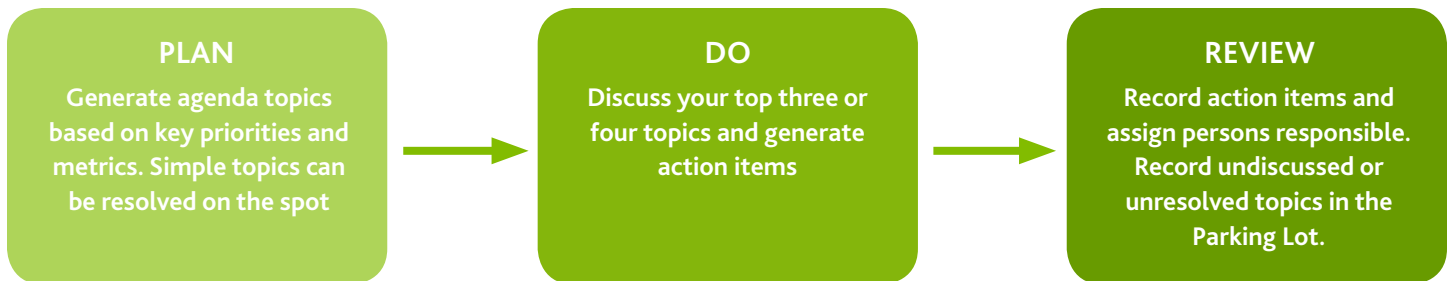 PLAN
Generate agenda topics
based on key priorities and
metrics. Simple topics can
be resolved on the spot
DO
Discuss your top three or
four topics and generate
action items
REVIEW
Record action items and
assign persons responsible.
Record undiscussed or
unresolved topics in the
Parking Lot.